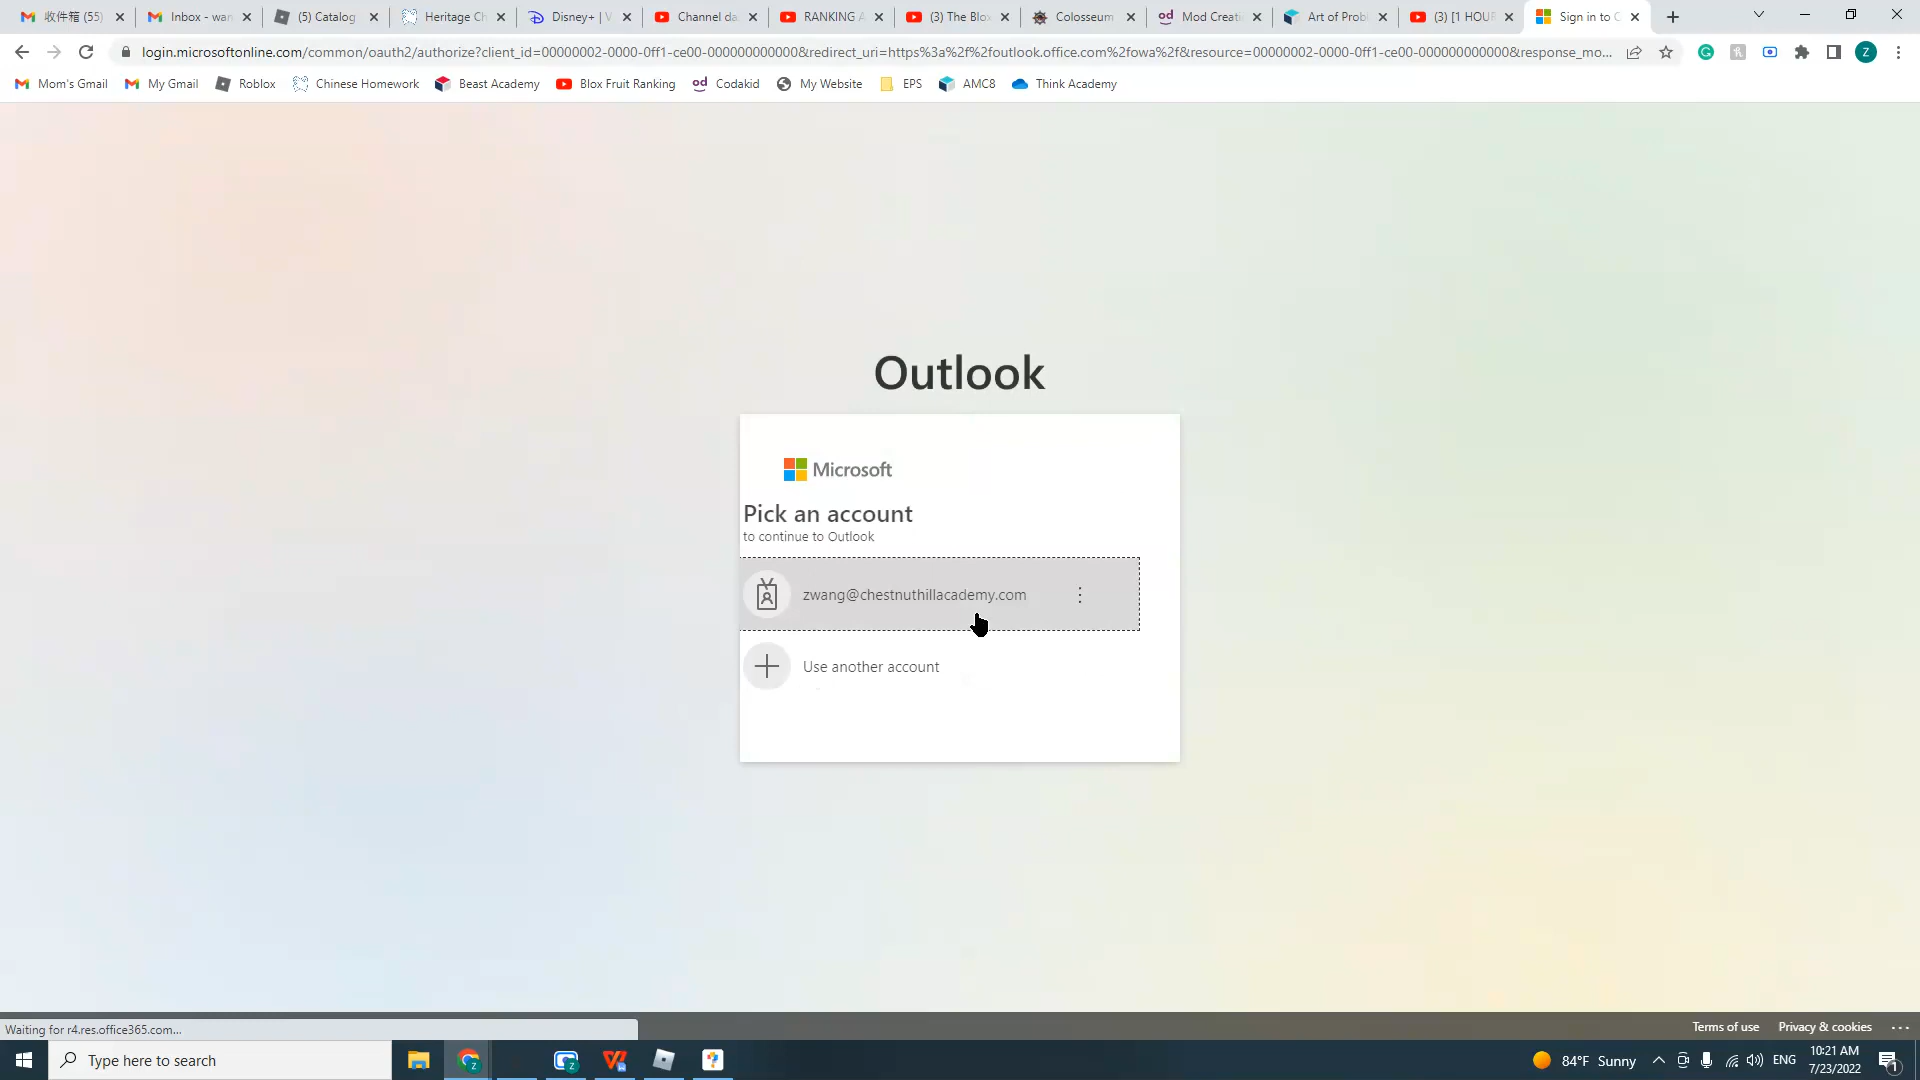 收件箱 (55)
Inbox - wan
(5) Catalog
Heritage Ch
Disney+ | V
Channel da
RANKING A
(3) The Blox
Colosseum
Mod Creati
Art of Probl
(3) [1 HOUR
Sign in to C
login.microsoftonline.com/common/oauth2/authorize?client_id=00000002-0000-0ff1-ce00-000000000000&redirect_uri=https%3a%2f%2foutlook.office.com%2fowa%2f&resource=00000002-0000-0ff1-ce00-000000000000&response_mo...
Mom's Gmail
My Gmail
Roblox
Chinese Homework
Beast Academy
Blox Fruit Ranking
Codakid
My Website
EPS
AMC8
Think Academy
Outlook
Microsoft
Pick an account
to continue to Outlook
zwang@chestnuthillacademy.com
Use another account
Waiting for r4.res.office365.com...
Terms of use
Privacy & cookies
Type here to search
84°F Sunny
ENG
10:21 AM
7/23/2022
1